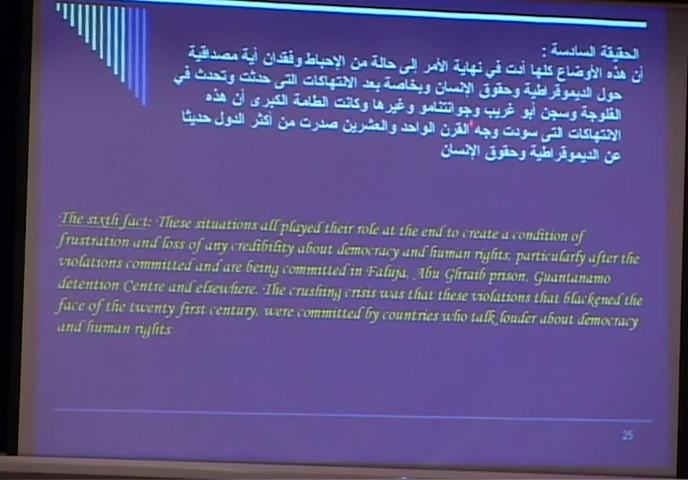 الحقيقة السادسة :
أن هذه الأوضاع كلها أدت في نهاية الأمر إلى حالة من الإحباط وفقدان أية مصداقية
حول الديموقراطية وحقوق الإنسان وبخاصة بعد الانتهاكات التى حدثت وتحدث في
الفلوجة وسجن أبو غريب وجوانتنامو وغيرها وكانت الطامة الكبرى أن هذه
الانتهاكات التى سودت وجه القرن الواحد والعشرين صدرت من أكثر الدول حديثا
عن الديموقراطية وحقوق الإنسان
The sixth fact: These situations all played their role at the end to create a condition of
frustration and loss of any credibility about democracy and human rights, particularly after the
violations committed and are being committed in Faluja, Abu Ghraib prison, Guantanamo
detention Centre and elsewhere. The crushing crisis was that these violations that blackened the
face of the twenty first century, were committed by countries who talk louder about democracy
and human rights
25